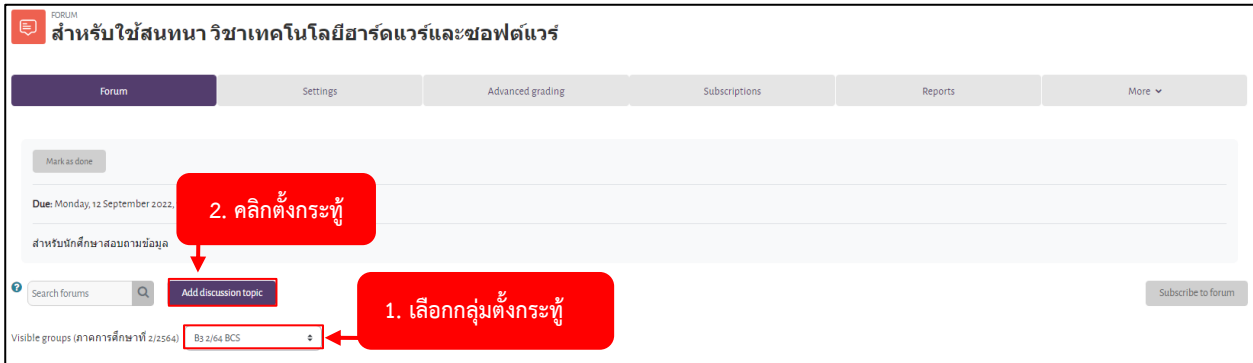 FORUM
สำหรับใช้สนทนา วิชาเทคโนโลยีฮาร์ดแวร์และซอฟต์แวร์
Forum Settings Advanced grading Subscriptions Reports More
Mark as done
Due: Monday, 12 September 2022,
2. คลิกตั้งกระทู้
สำหรับนักศึกษาสอบถามข้อมูล
Search forums Add discussion topic Subscribe to forum
1. เลือกกลุ่มตั้งกระทู้
Visible groups (ภาคการศึกษาที่ 2/2564) B3 2/64 BCS